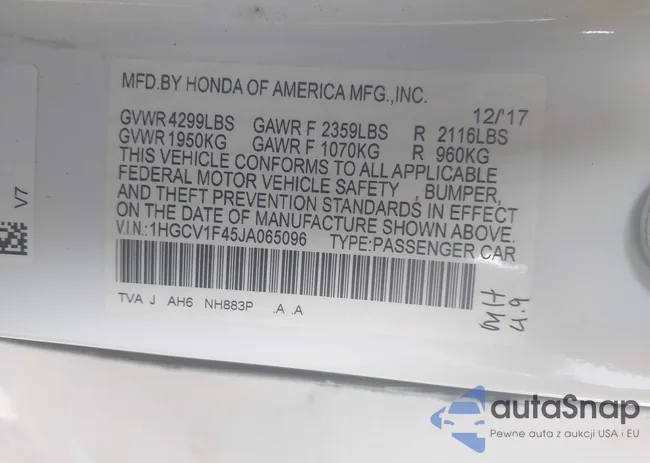 MFD.BY HONDA OF AMERICA MFG.,INC.
12/'17
GVWR 4299LBS GAWR F 2359LBS R 2116LBS
GVWR 1950KG GAWR F 1070KG R 960KG
THIS VEHICLE CONFORMS TO ALL APPLICABLE
FEDERAL MOTOR VEHICLE SAFETY , BUMPER,
AND THEFT PREVENTION STANDARDS IN EFFECT
ON THE DATE OF MANUFACTURE SHOWN ABOVE.
V.I.N.:1HGCV1F45JA065096 TYPE:PASSENGER CAR
TVA J AH6 NH883P .A .A
V7
MH
4.9
autoSnap
Pewne auta z aukcji USA i EU